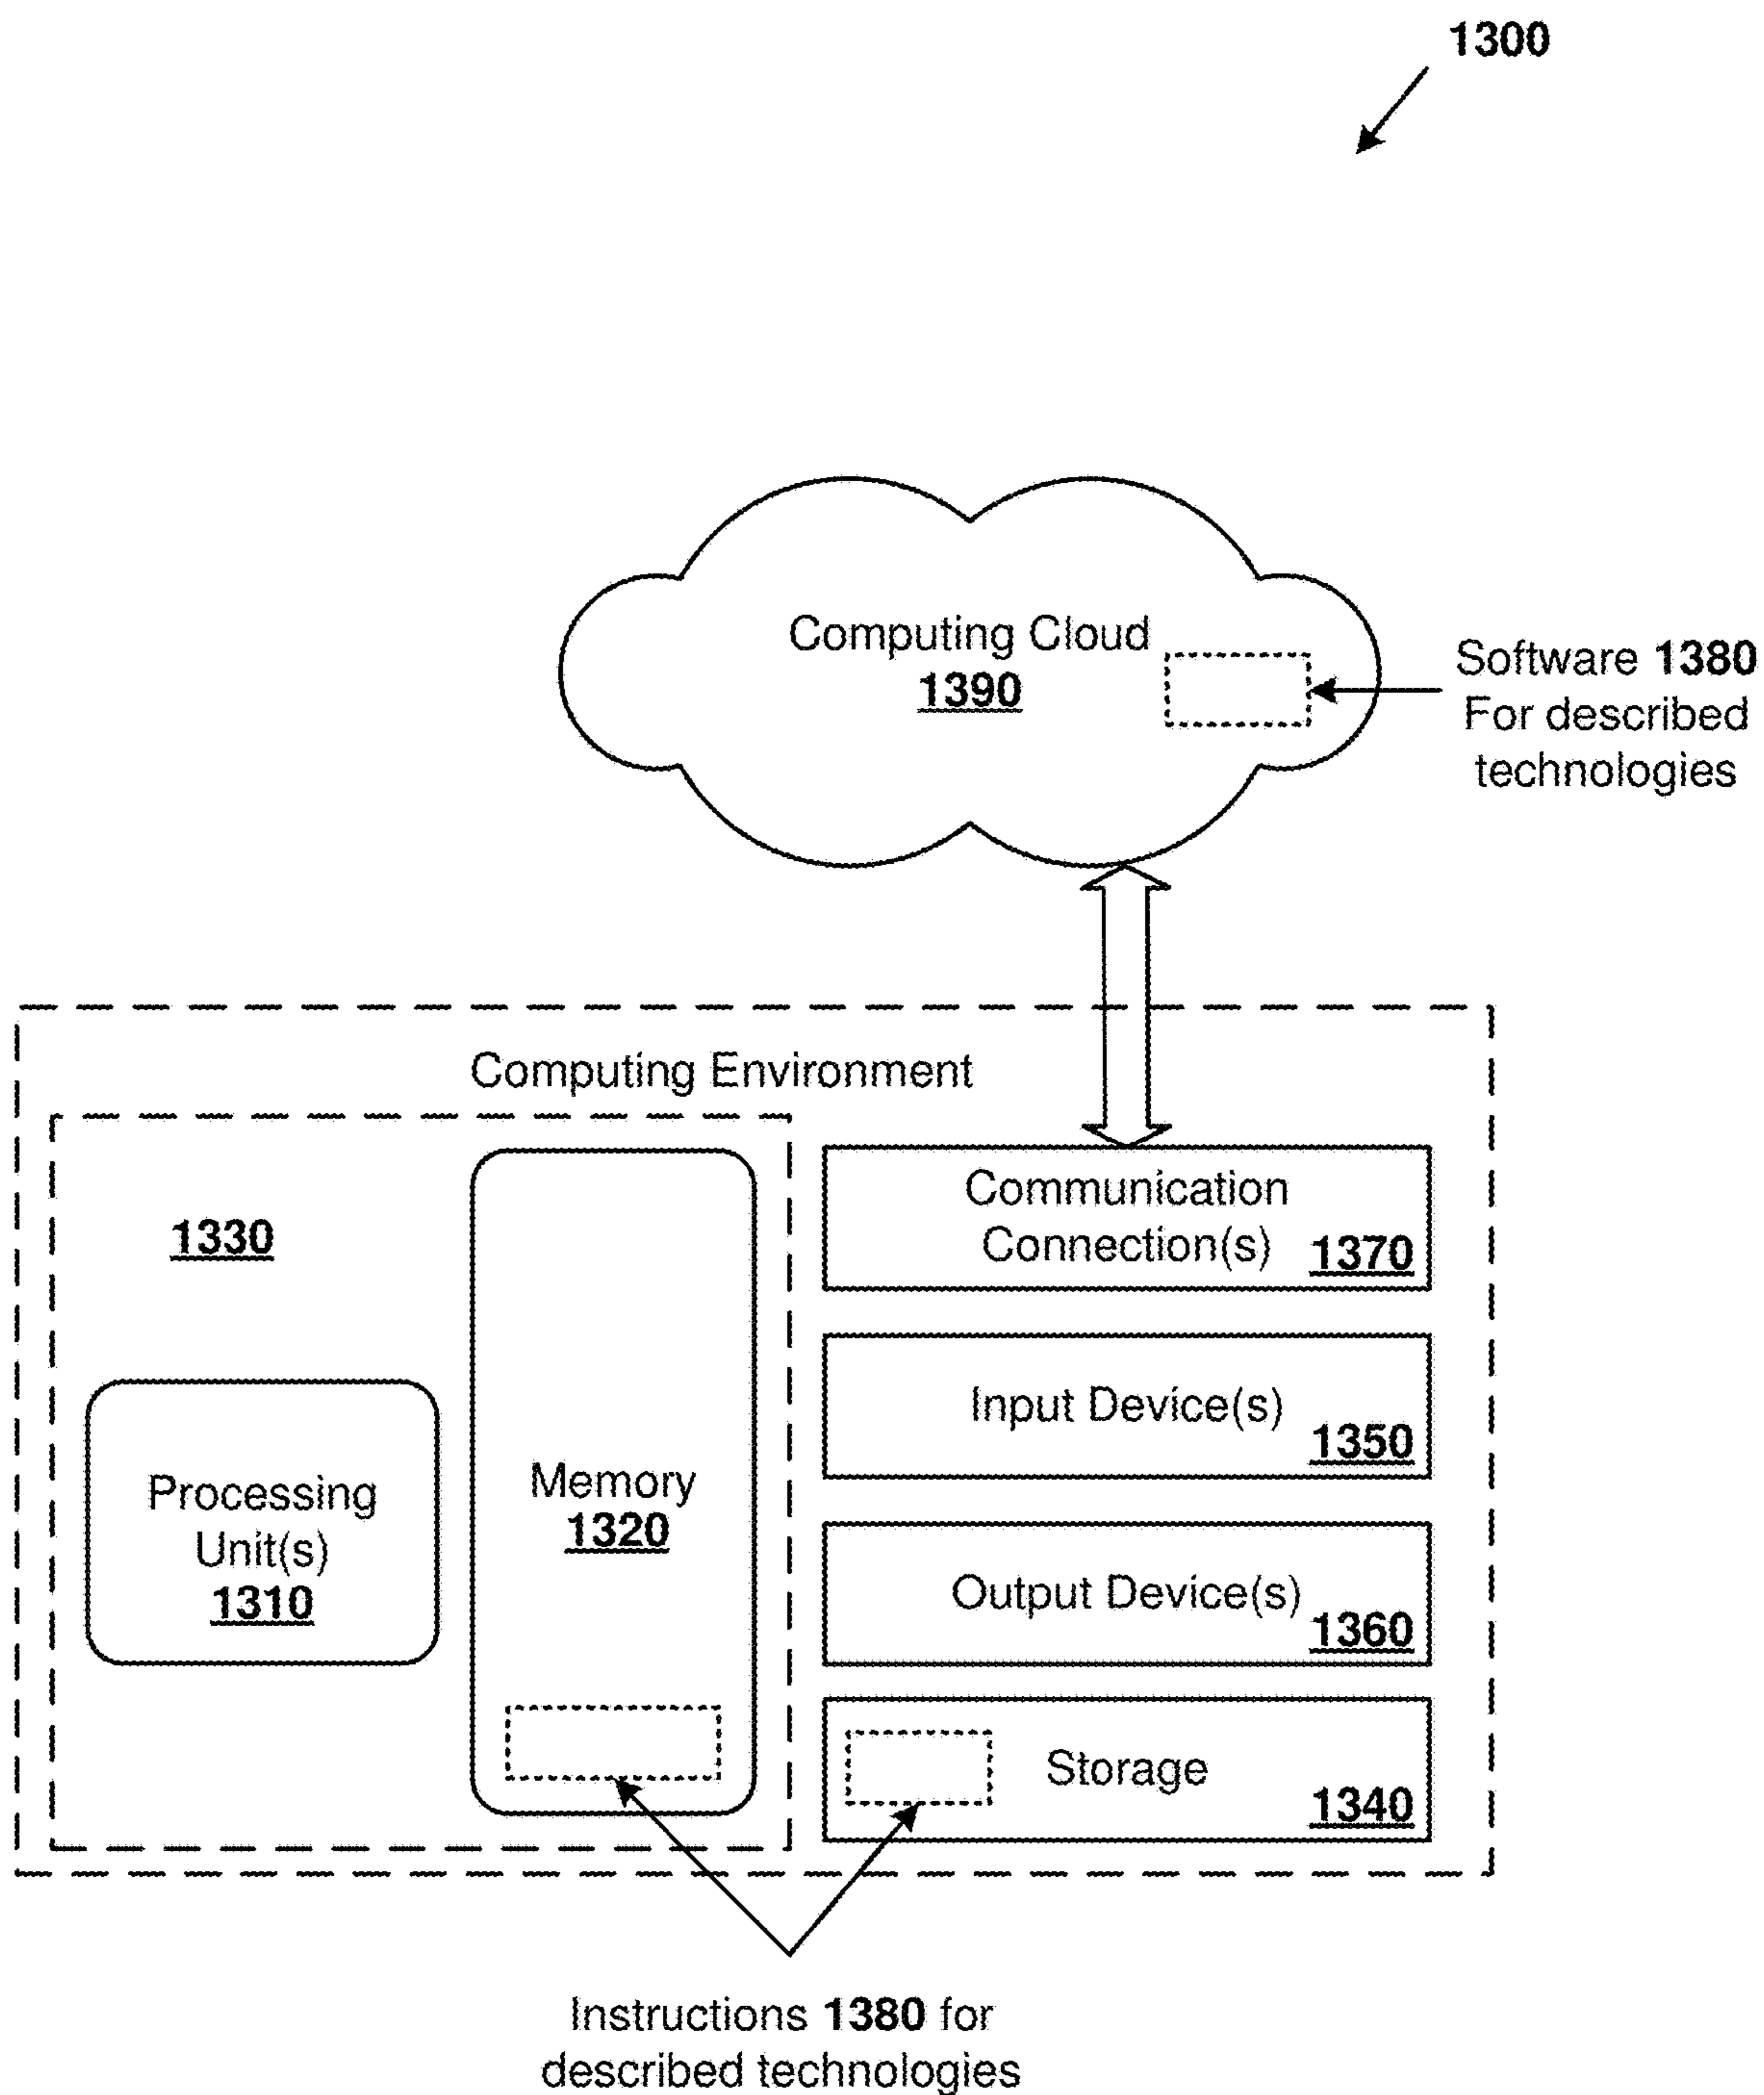 1300
Computing Cloud
1390
Software 1380
For described
technologies
Computing Environment
1330
Processing
Unit(s)
1310
Memory
1320
Communication
Connection(s)
1370
Input Device(s)
1350
Output Device(s)
1360
Storage
1340
Instructions 1380 for
described technologies